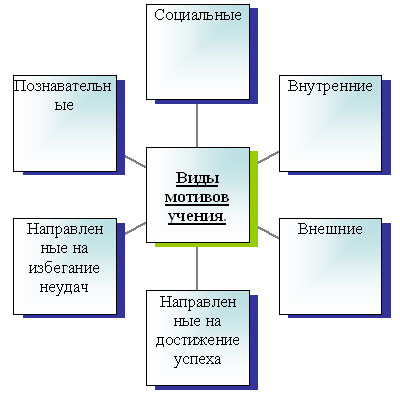 Социальные
Познавательн
ые
Внутренние
Виды
мотивов
учения.
Направлен
ные на
избегание
неудач
Внешние
Направлен
ные на
достижение
успеха